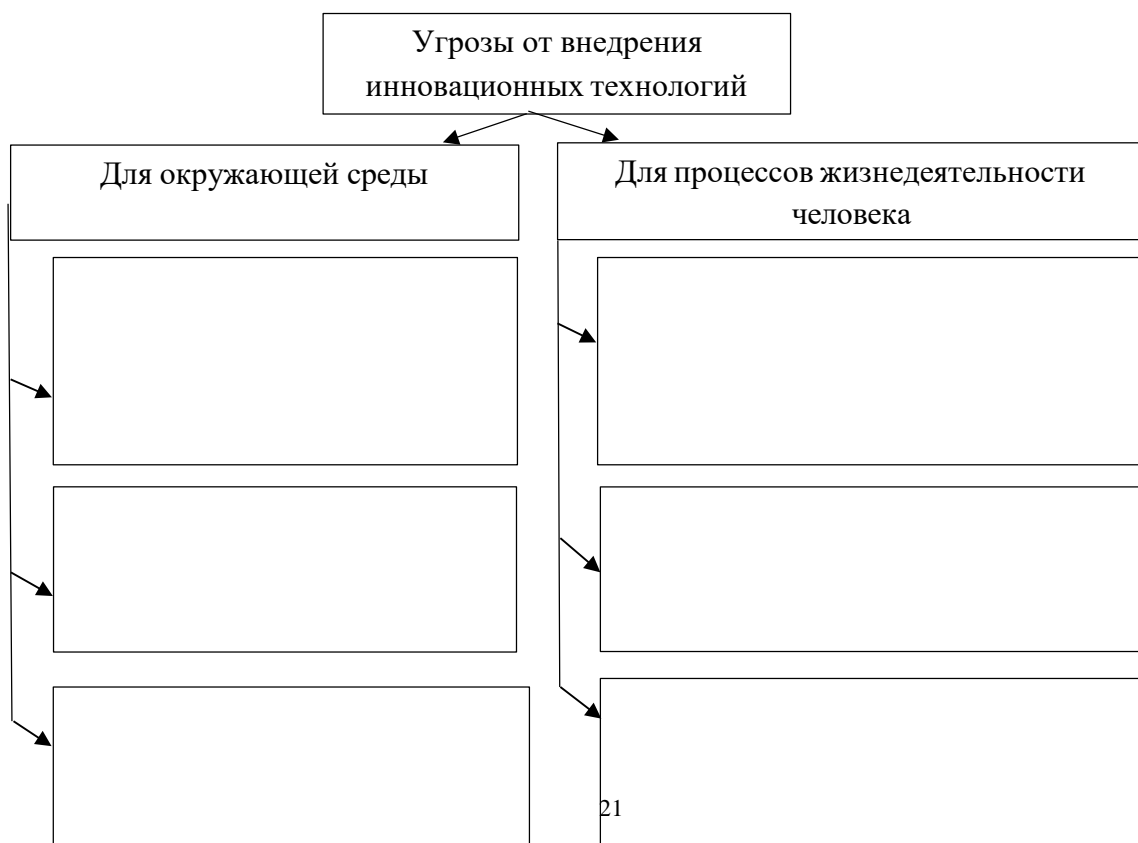 Угрозы от внедрения
инновационных технологий
Для окружающей среды
Для процессов жизнедеятельности
человека
21